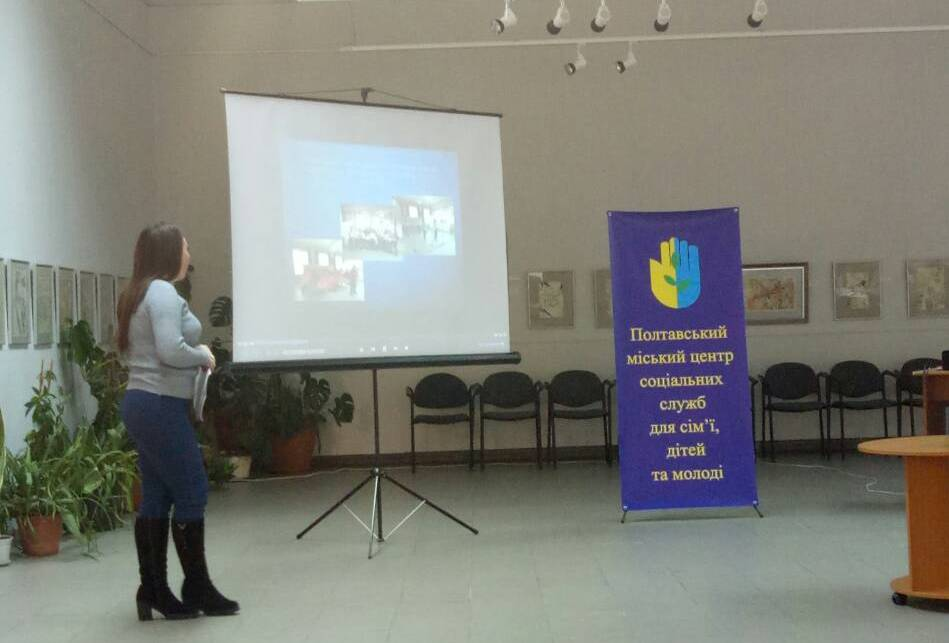 Полтавський
міський центр
соціальних
служб
для сім’ї,
дітей
та молоді